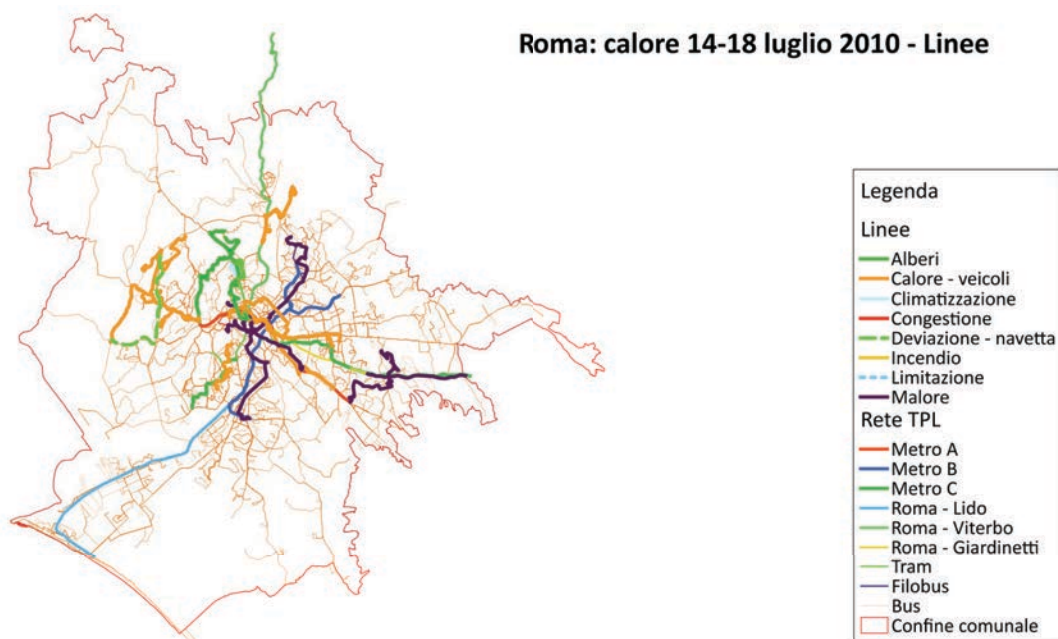 Roma: calore 14-18 luglio 2010 - Linee
Legenda
Linee
Alberi
Calore - veicoli
Climatizzazione
Congestione
Deviazione - navetta
Incendio
Limitazione
Malore
Rete TPL
Metro A
Metro B
Metro C
Roma - Lido
Roma - Viterbo
Roma - Giardinetti
Tram
Filobus
Bus
Confine comunale